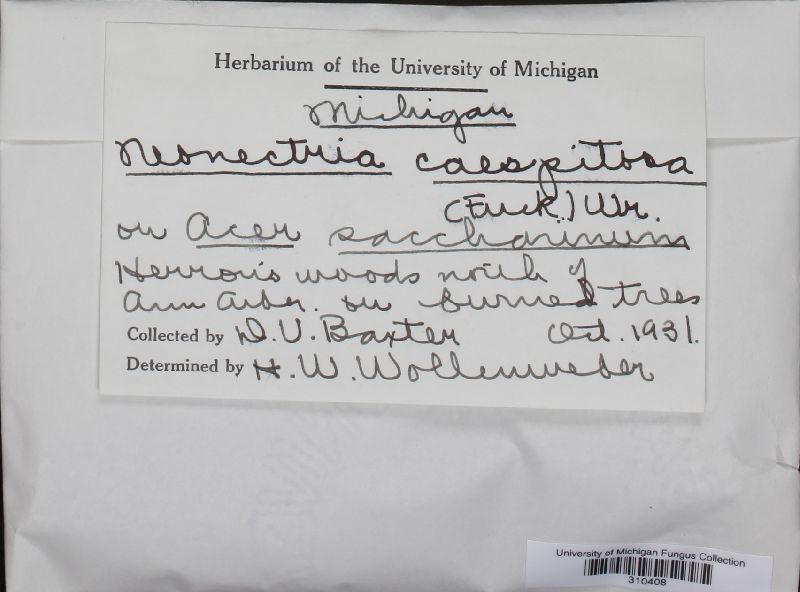 Herbarium of the University of Michigan
Michigan
Neonectria caespitosa
(Fuck.) Wr.
on Acer saccharinum
Herron's woods north of
Ann Arbor. on burned trees
Collected by D.V. Baxter Oct. 1931.
Determined by H.W. Wollenweber
University of Michigan Fungus Collection
310408